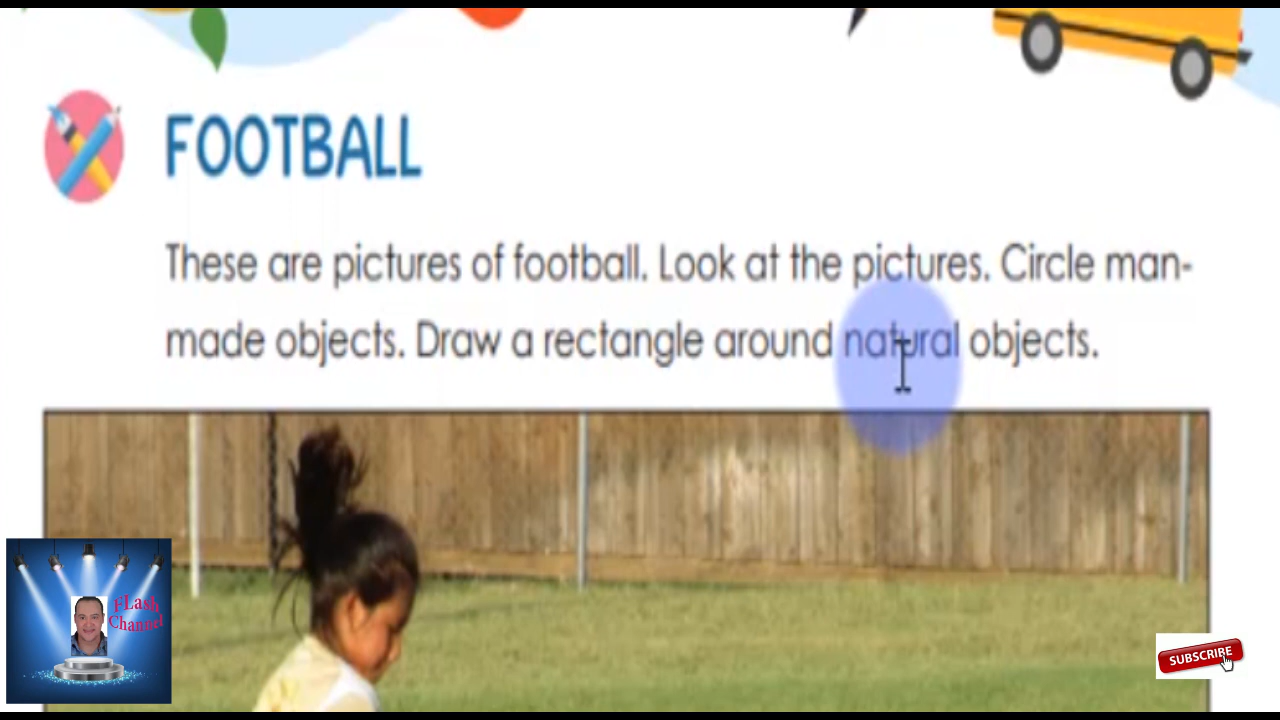 FOOTBALL
These are pictures of football. Look at the pictures. Circle man-
made objects. Draw a rectangle around natural objects.
FLash
Channel
SUBSCRIBE